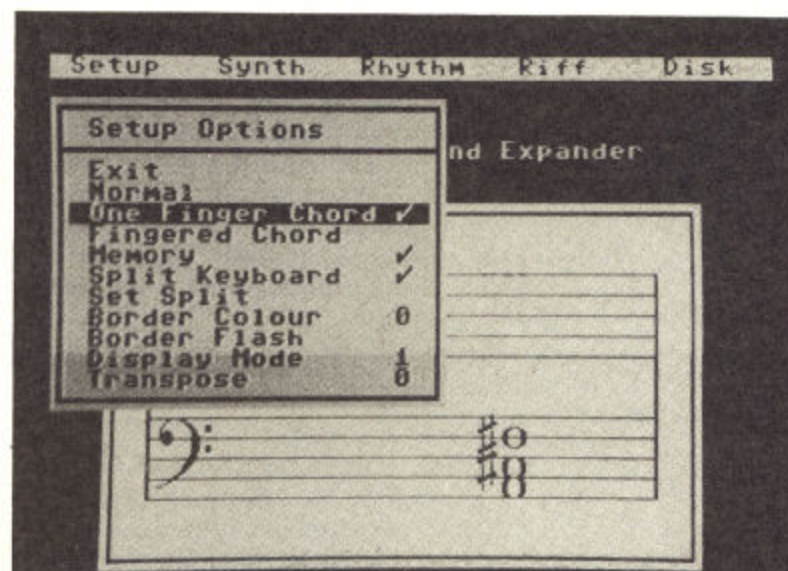 Setup Synth Rhythm Riff Disk
nd Expander
Setup Options
Exit
Normal
One Finger Chord ✓
Fingered Chord
Memory ✓
Split Keyboard ✓
Set Split
Border Colour 0
Border Flash
Display Mode 1
Transpose 0